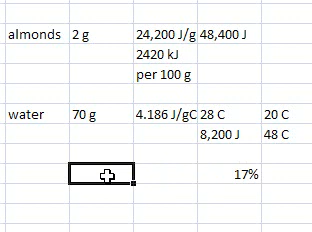 almonds 2 g 24,200 J/g 48,400 J
2420 kJ
per 100 g
water 70 g 4.186 J/gC 28 C 20 C
8,200 J 48 C
17%